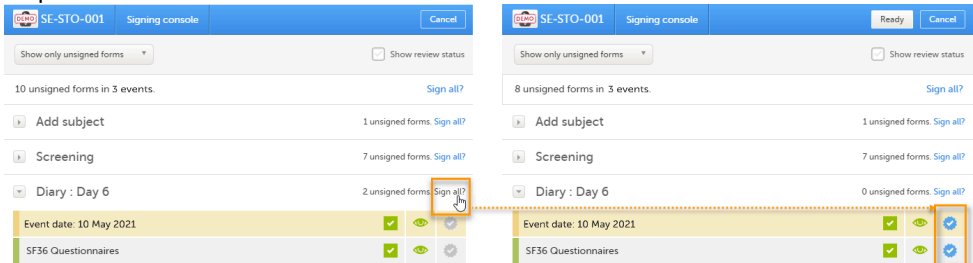 DEMO SE-STO-001 Signing console Cancel
Show only unsigned forms Show review status
10 unsigned forms in 3 events. Sign all?
Add subject 1 unsigned forms. Sign all?
Screening 7 unsigned forms. Sign all?
Diary : Day 6 2 unsigned forms. Sign all?
Event date: 10 May 2021
SF36 Questionnaires
DEMO SE-STO-001 Signing console Ready Cancel
Show only unsigned forms Show review status
8 unsigned forms in 3 events. Sign all?
Add subject 1 unsigned forms. Sign all?
Screening 7 unsigned forms. Sign all?
Diary : Day 6 0 unsigned forms. Sign all?
Event date: 10 May 2021
SF36 Questionnaires